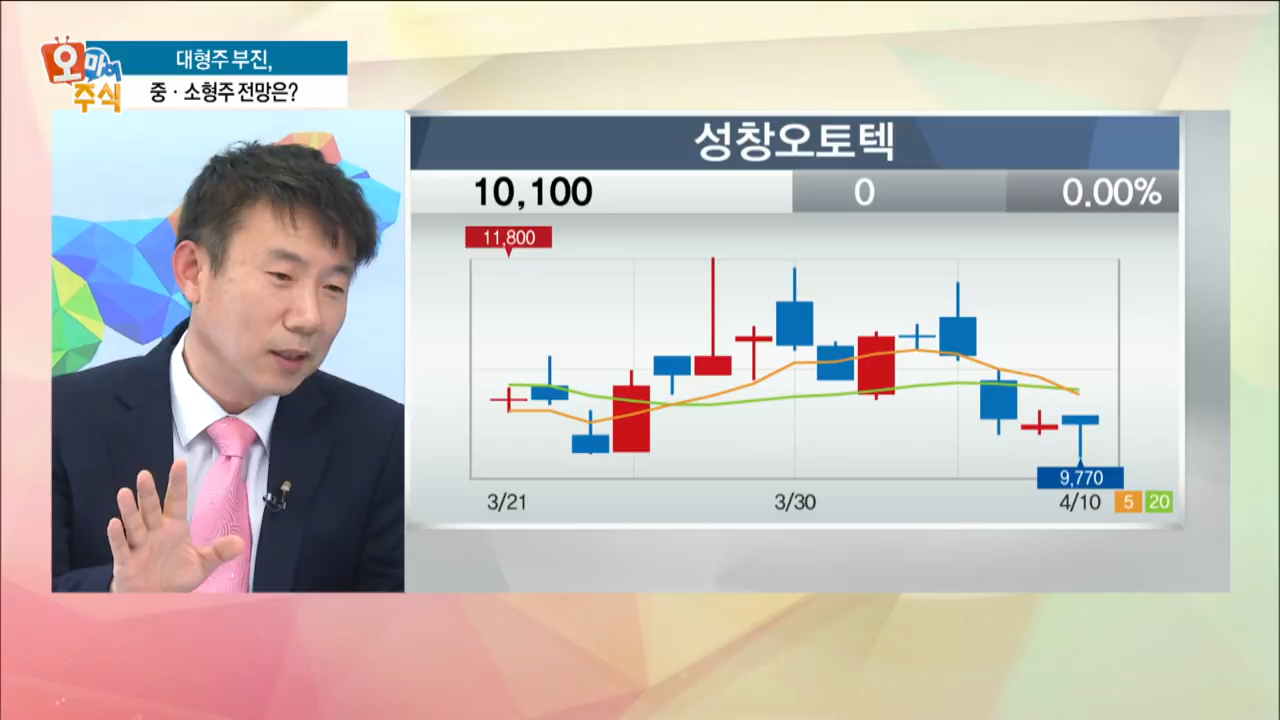 오마이
주식
대형주 부진,
중 · 소형주 전망은?
성창오토텍
10,100 0 0.00%
11,800
9,770
3/21 3/30 4/10 5 20